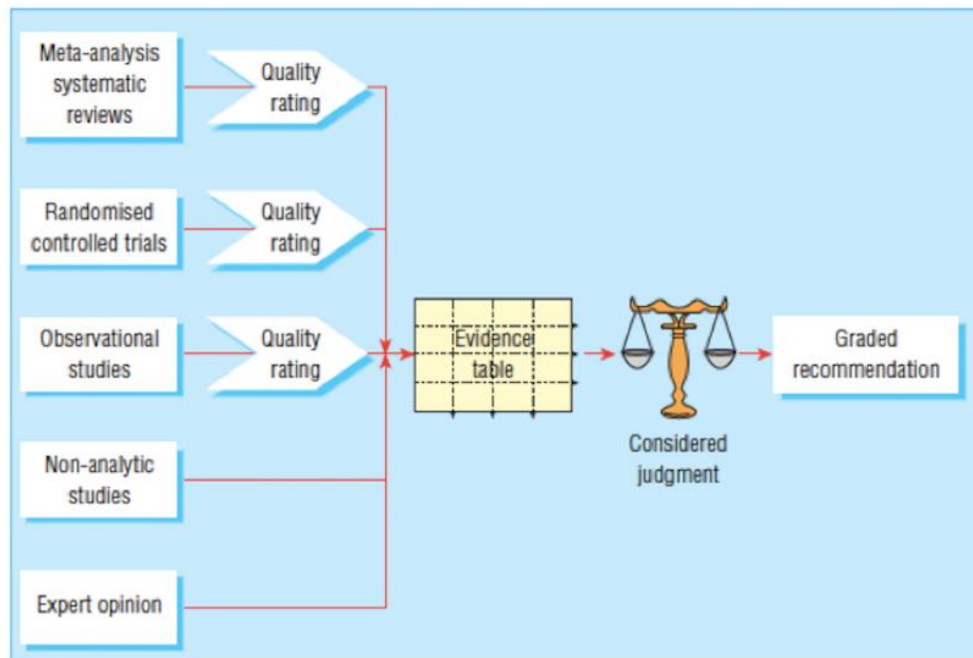 Meta-analysis
systematic
reviews
Quality
rating
Randomised
controlled trials
Quality
rating
Observational
studies
Quality
rating
Non-analytic
studies
Expert opinion
Evidence
table
Considered
judgment
Graded
recommendation